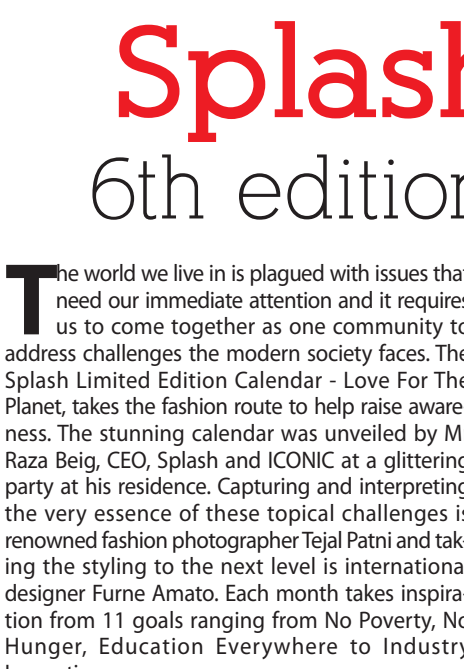 Splash
6th edition
The world we live in is plagued with issues that
need our immediate attention and it requires
us to come together as one community to
address challenges the modern society faces. The
Splash Limited Edition Calendar - Love For The
Planet, takes the fashion route to help raise aware-
ness. The stunning calendar was unveiled by M
Raza Beig, CEO, Splash and ICONIC at a glittering
party at his residence. Capturing and interpreting
the very essence of these topical challenges is
renowned fashion photographer Tejal Patni and tak-
ing the styling to the next level is international
designer Furne Amato. Each month takes inspira-
tion from 11 goals ranging from No Poverty, No
Hunger, Education Everywhere to Industry